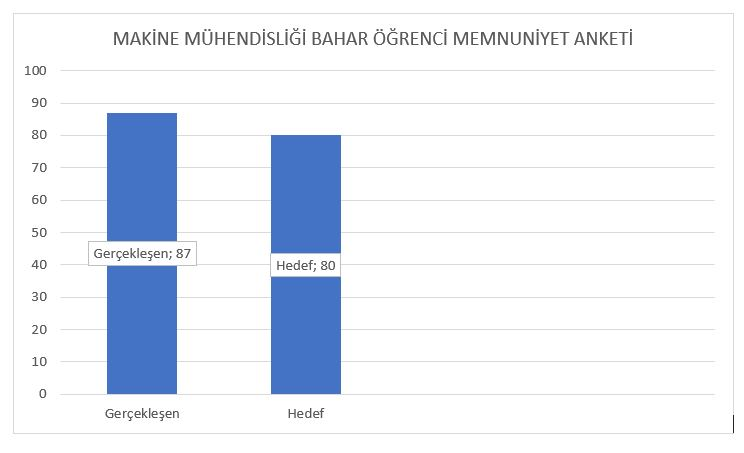 MAKİNE MÜHENDİSLİĞİ BAHAR ÖĞRENCİ MEMNUNİYET ANKETİ
100
90
80
70
60
50
40
30
20
10
0
Gerçekleşen; 87
Hedef; 80
Gerçekleşen
Hedef